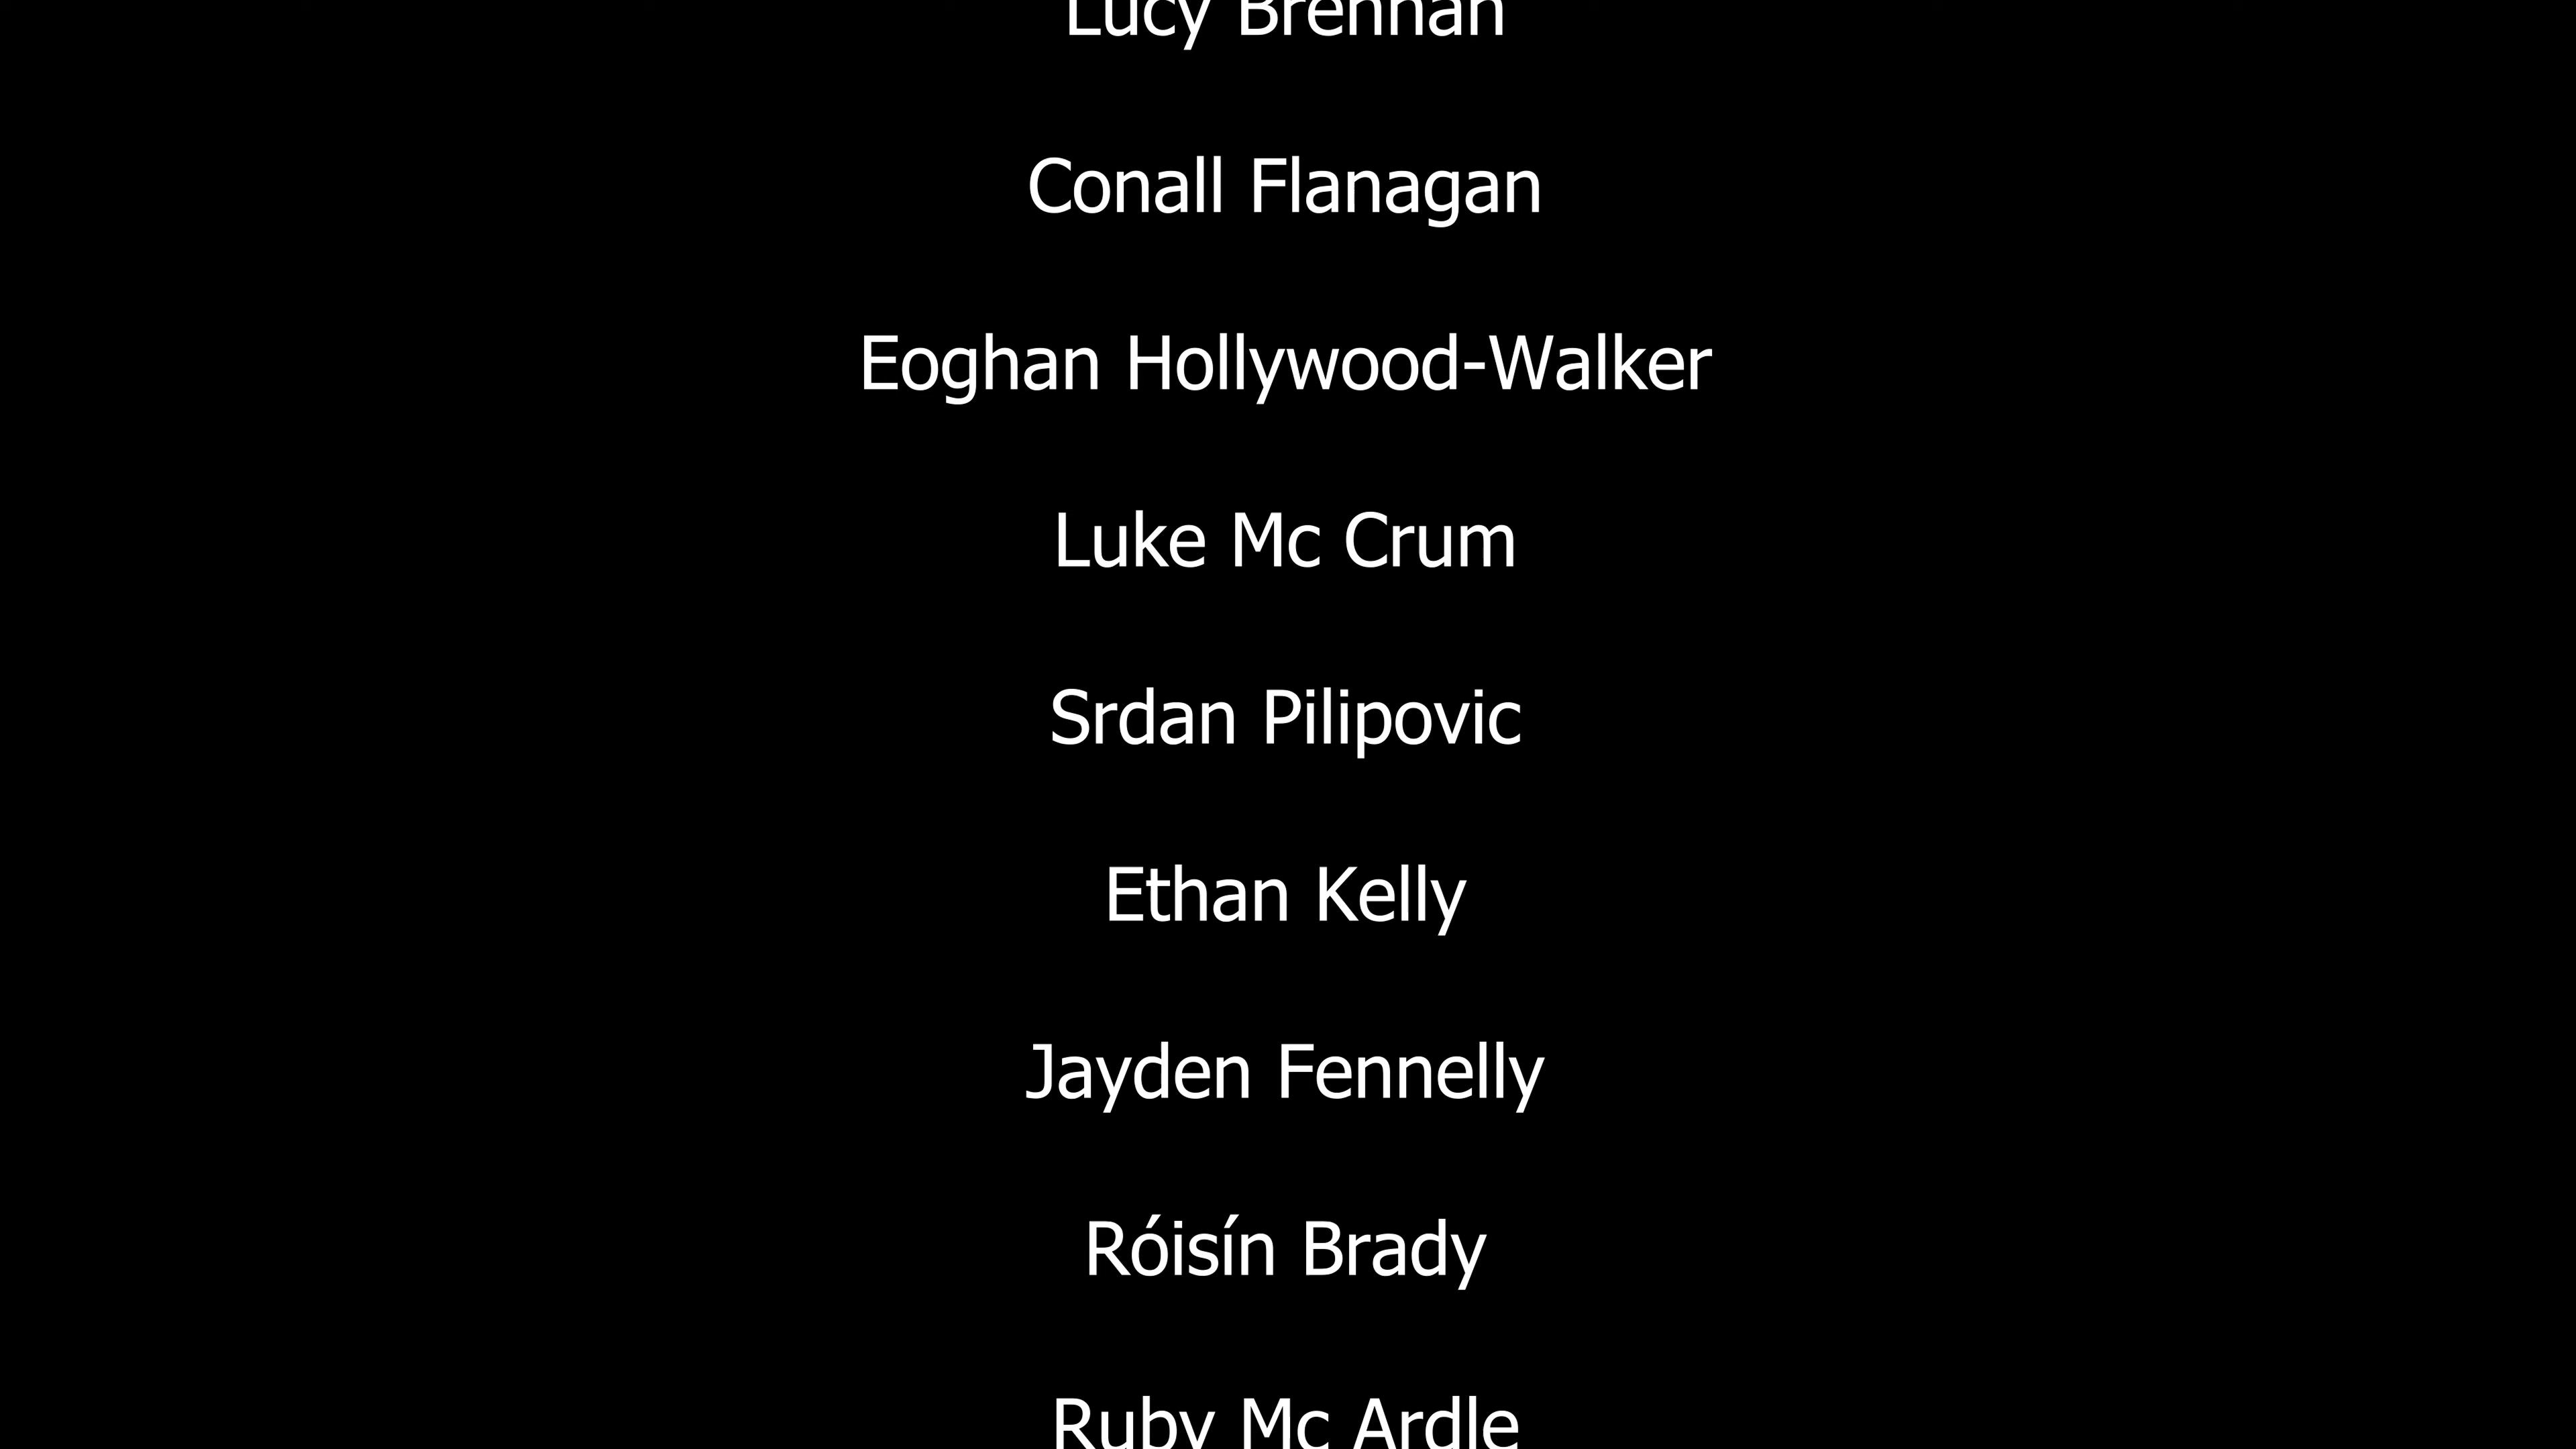 Lucy Brennan
Conall Flanagan
Eoghan Hollywood-Walker
Luke Mc Crum
Srdan Pilipovic
Ethan Kelly
Jayden Fennelly
Róisín Brady
Ruby Mc Ardle